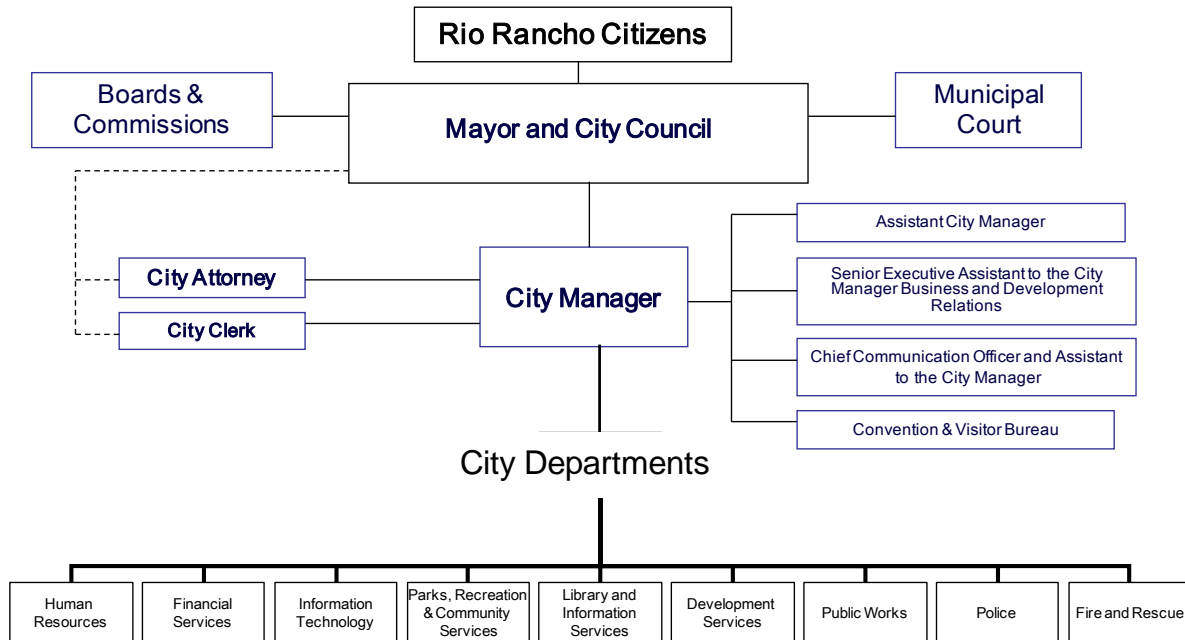 Rio Rancho Citizens
Boards &
Commissions
Mayor and City Council
Municipal
Court
City Attorney
City Clerk
City Manager
Assistant City Manager
Senior Executive Assistant to the City
Manager Business and Development
Relations
Chief Communication Officer and Assistant
to the City Manager
Convention & Visitor Bureau
City Departments
Human
Resources
Financial
Services
Information
Technology
Parks, Recreation
& Community
Services
Library and
Information
Services
Development
Services
Public Works
Police
Fire and Rescue